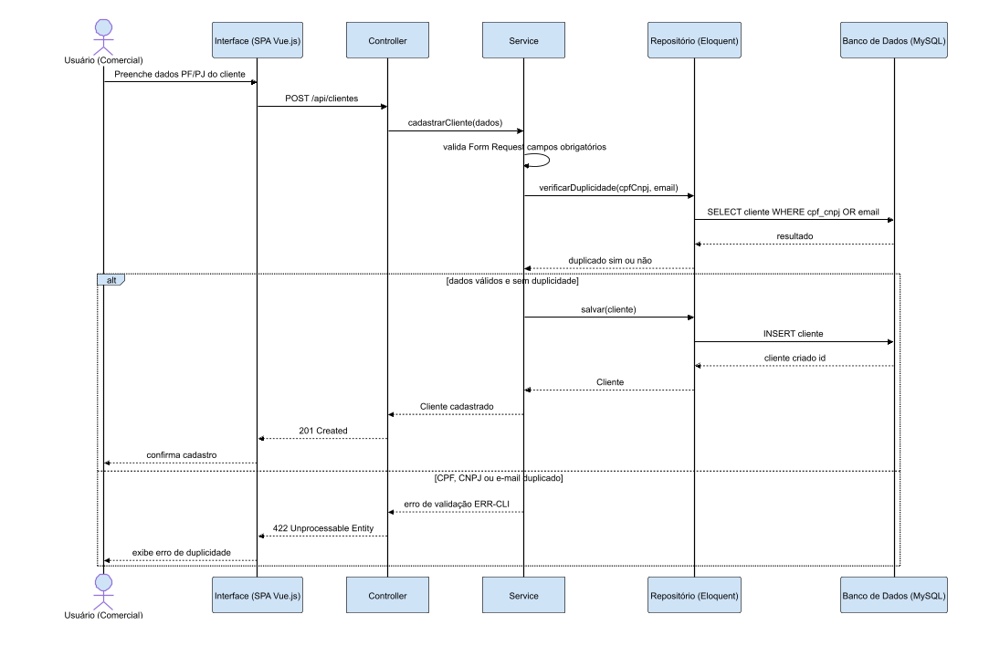 Usuário (Comercial)
Interface (SPA Vue.js)
Controller
Service
Repositório (Eloquent)
Banco de Dados (MySQL)
Preenche dados PF/PJ do cliente
POST /api/clientes
cadastrarCliente(dados)
valida Form Request campos obrigatórios
verificarDuplicidade(cpfCnpj, email)
SELECT cliente WHERE cpf_cnpj OR email
resultado
duplicado sim ou não
alt
[dados válidos e sem duplicidade]
salvar(cliente)
INSERT cliente
cliente criado id
Cliente
Cliente cadastrado
201 Created
confirma cadastro
[CPF, CNPJ ou e-mail duplicado]
erro de validação ERR-CLI
422 Unprocessable Entity
exibe erro de duplicidade
Usuário (Comercial)
Interface (SPA Vue.js)
Controller
Service
Repositório (Eloquent)
Banco de Dados (MySQL)